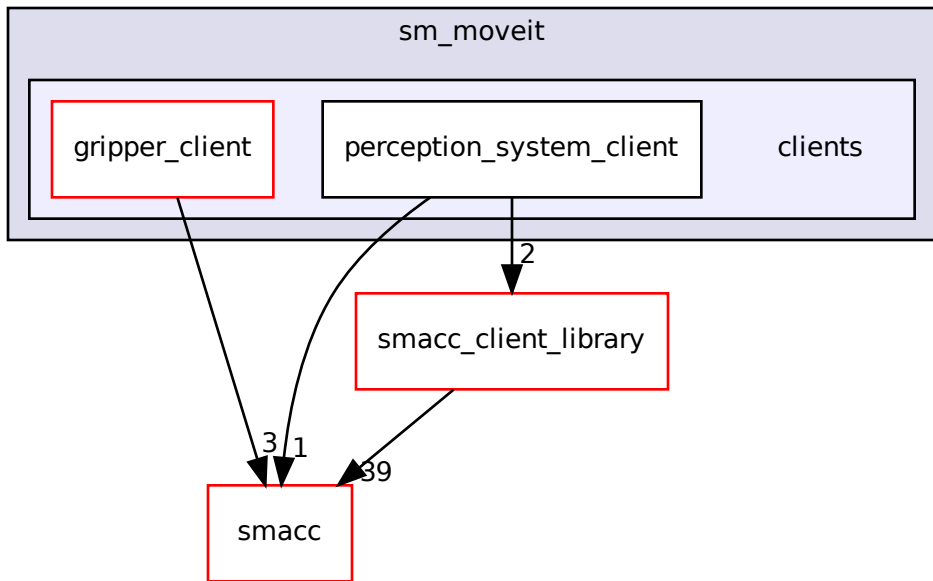 sm_moveit
gripper_client
perception_system_client
clients
2
smacc_client_library
3
1
39
smacc